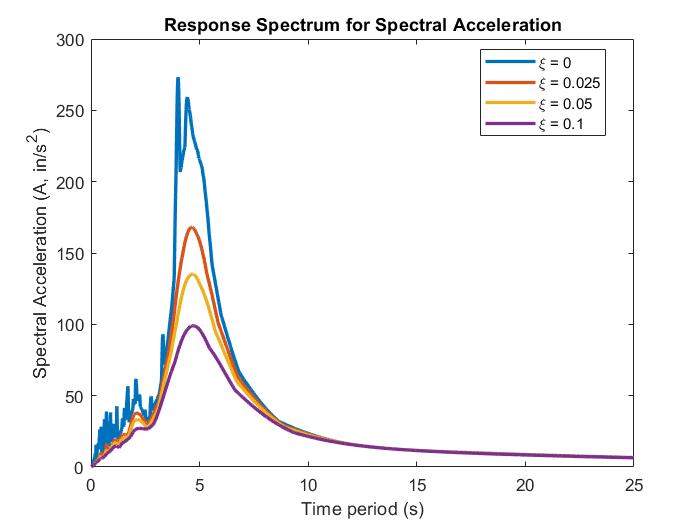 Response Spectrum for Spectral Acceleration
300
250
200
150
100
50
0
Spectral Acceleration (A, in/s²)
ξ = 0
ξ = 0.025
ξ = 0.05
ξ = 0.1
0 5 10 15 20 25
Time period (s)